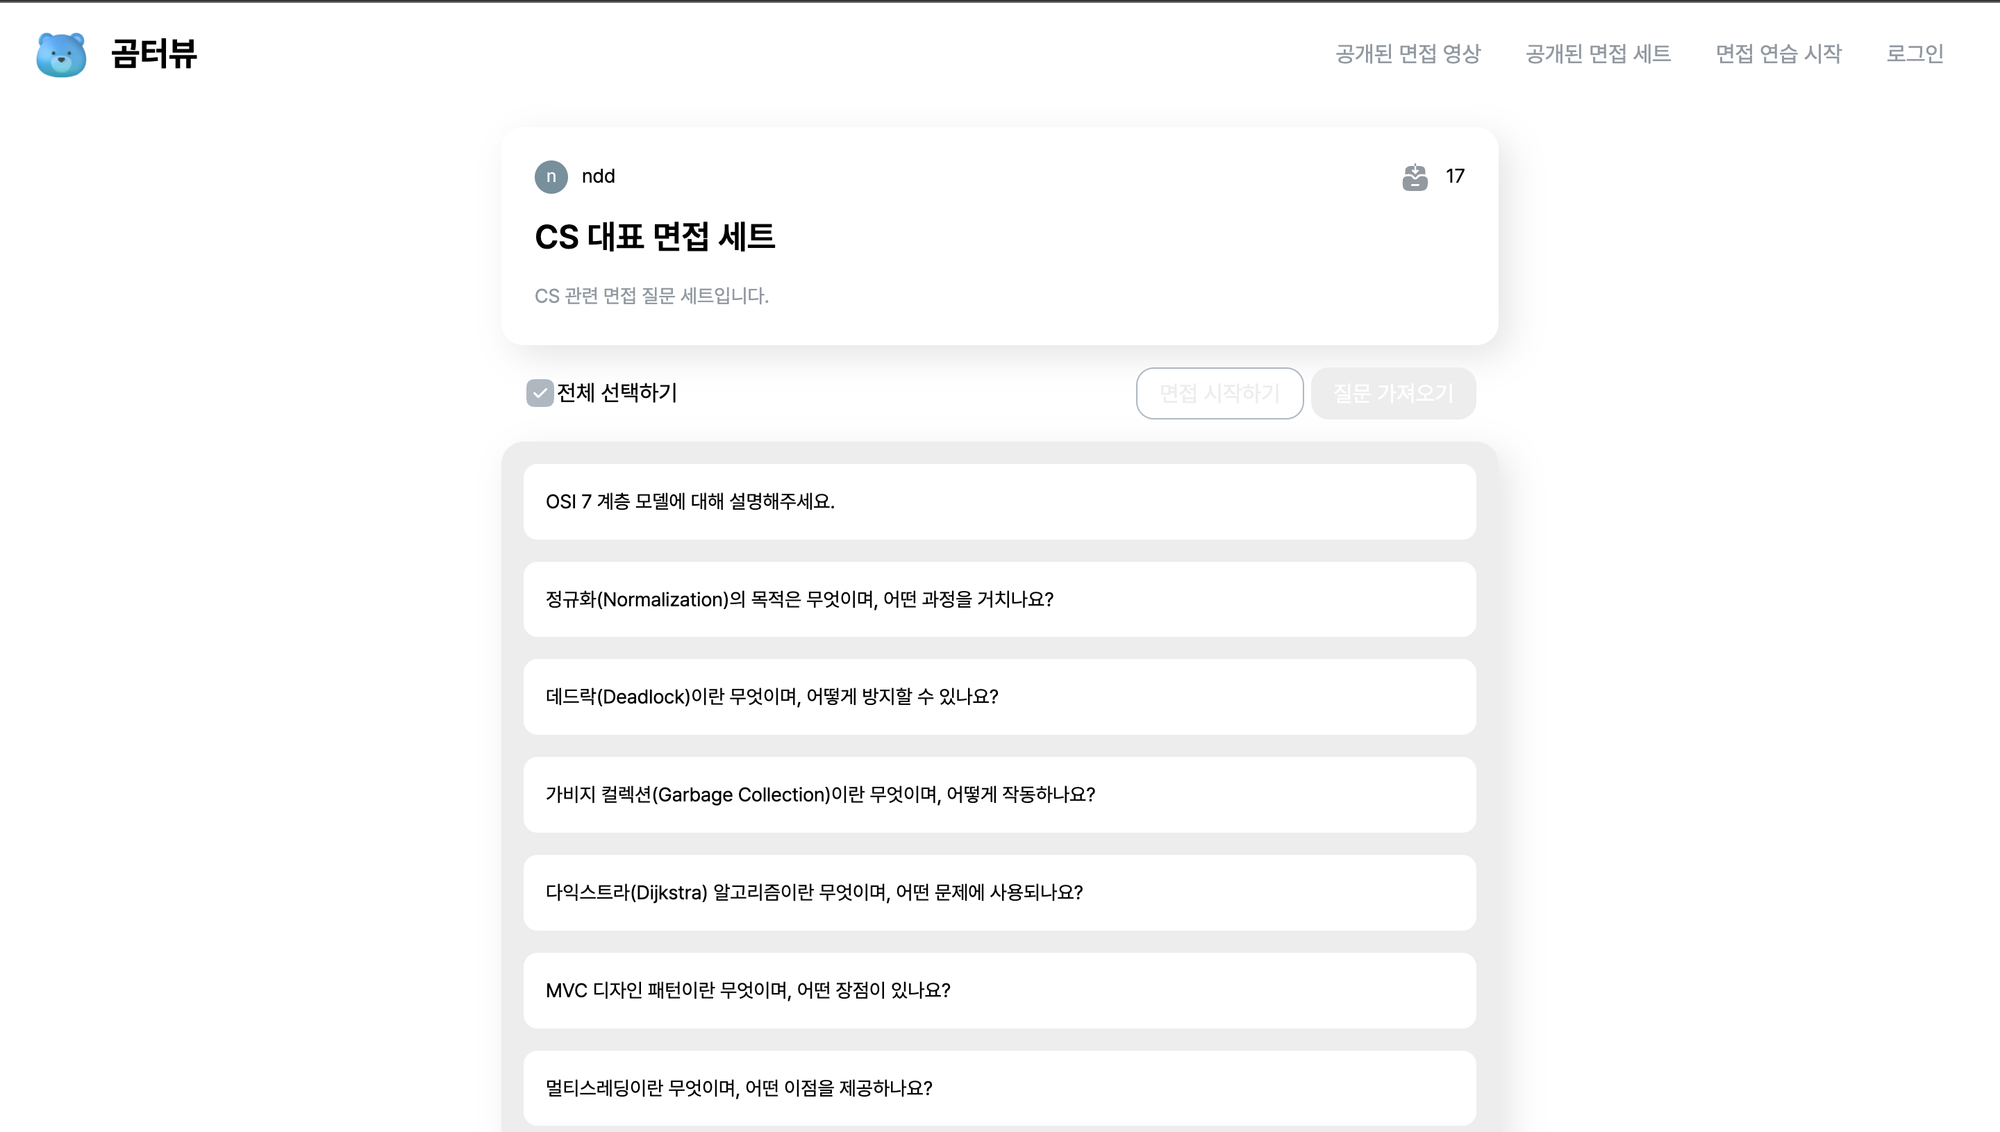 곰터뷰
공개된 면접 영상
공개된 면접 세트
면접 연습 시작
로그인
n
ndd
17
CS 대표 면접 세트
CS 관련 면접 질문 세트입니다.
전체 선택하기
면접 시작하기
질문 가져오기
OSI 7 계층 모델에 대해 설명해주세요.
정규화(Normalization)의 목적은 무엇이며, 어떤 과정을 거치나요?
데드락(Deadlock)이란 무엇이며, 어떻게 방지할 수 있나요?
가비지 컬렉션(Garbage Collection)이란 무엇이며, 어떻게 작동하나요?
다익스트라(Dijkstra) 알고리즘이란 무엇이며, 어떤 문제에 사용되나요?
MVC 디자인 패턴이란 무엇이며, 어떤 장점이 있나요?
멀티스레딩이란 무엇이며, 어떤 이점을 제공하나요?